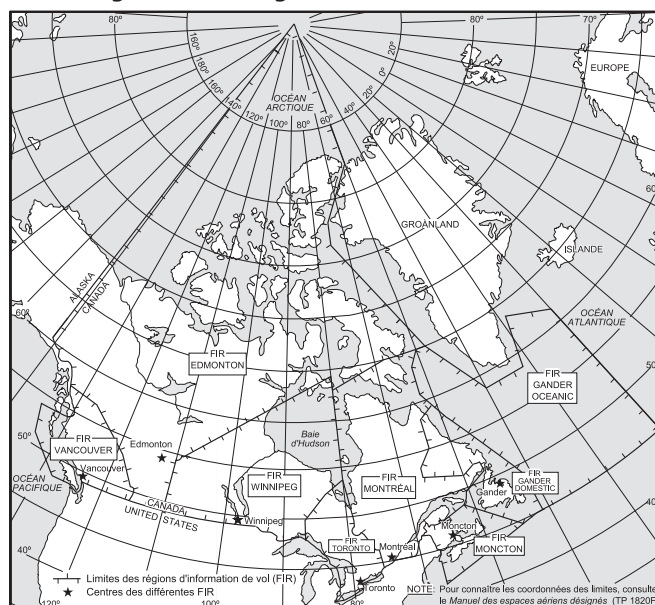 80°
80°
70°
160°
180°
160°
140°
120°
100°
80°
60°
40°
20°
0°
20°
EUROPE
OCÉAN
ARCTIQUE
60°
GROÀNLAND
ISLANDE
ALASKA
CANADA
OCÉAN
ATLANTIQUE
60°
50°
FIR
EDMONTON
FIR
GANDER
OCEANIC
Baie
d'Hudson
50°
FIR
VANCOUVER
Edmonton
Vancouver
FIR
WINNIPEG
FIR
MONTRÉAL
FIR
GANDER
DOMESTIC
Gander
OCÉAN
PACIFIQUE
CANADA
UNITED STATES
Winnipeg
Moncton
FIR
MONCTON
40°
FIR
TORONTO
Montréal
Toronto
40°
Limites des régions d'information de vol (FIR)
Centres des différentes FIR
NOTE: Pour connaître les coordonnées des limites, consulte
le Manuel des espaces aériens désignés (TP 1820F
120°
100°
80°